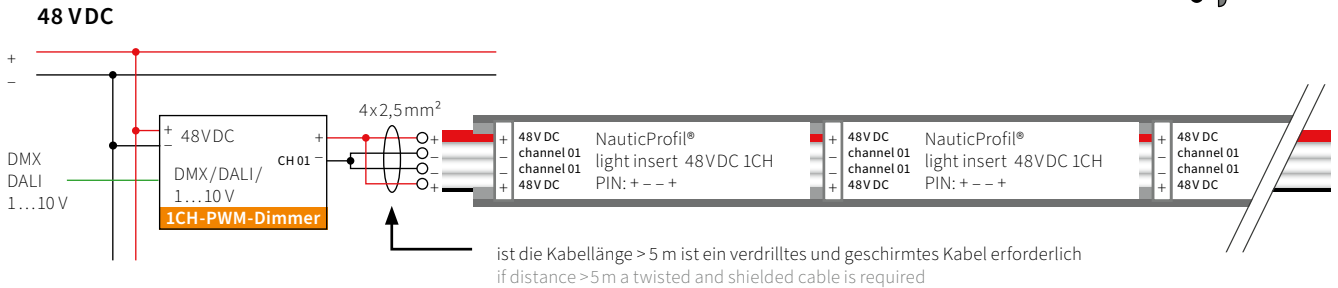 48 VDC
+
–
DMX
DALI
1…10 V
+ 48VDC
–
+
CH 01 –
DMX/DALI/
1…10 V
1CH-PWM-Dimmer
4x2,5mm²
+
–
–
+
+ 48V DC
– channel 01
– channel 01
+ 48V DC
NauticProfil®
light insert 48VDC 1CH
PIN: + – – +
+ 48V DC
– channel 01
– channel 01
+ 48V DC
NauticProfil®
light insert 48VDC 1CH
PIN: + – – +
+ 48V DC
– channel 01
– channel 01
+ 48V DC
ist die Kabellänge > 5 m ist ein verdrilltes und geschirmtes Kabel erforderlich
if distance >5m a twisted and shielded cable is required